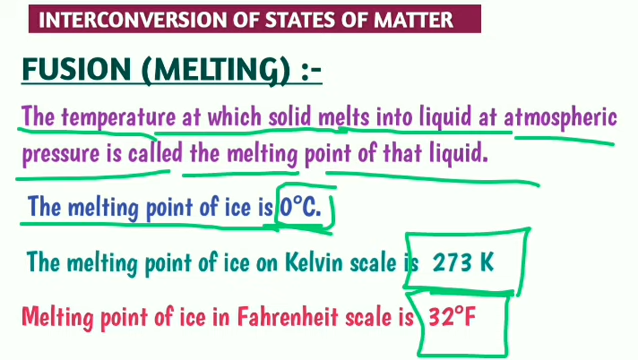 INTERCONVERSION OF STATES OF MATTER
FUSION (MELTING) :-
The temperature at which solid melts into liquid at atmospheric
pressure is called the melting point of that liquid.
The melting point of ice is 0°C.
The melting point of ice on Kelvin scale is 273 K
Melting point of ice in Fahrenheit scale is 32°F